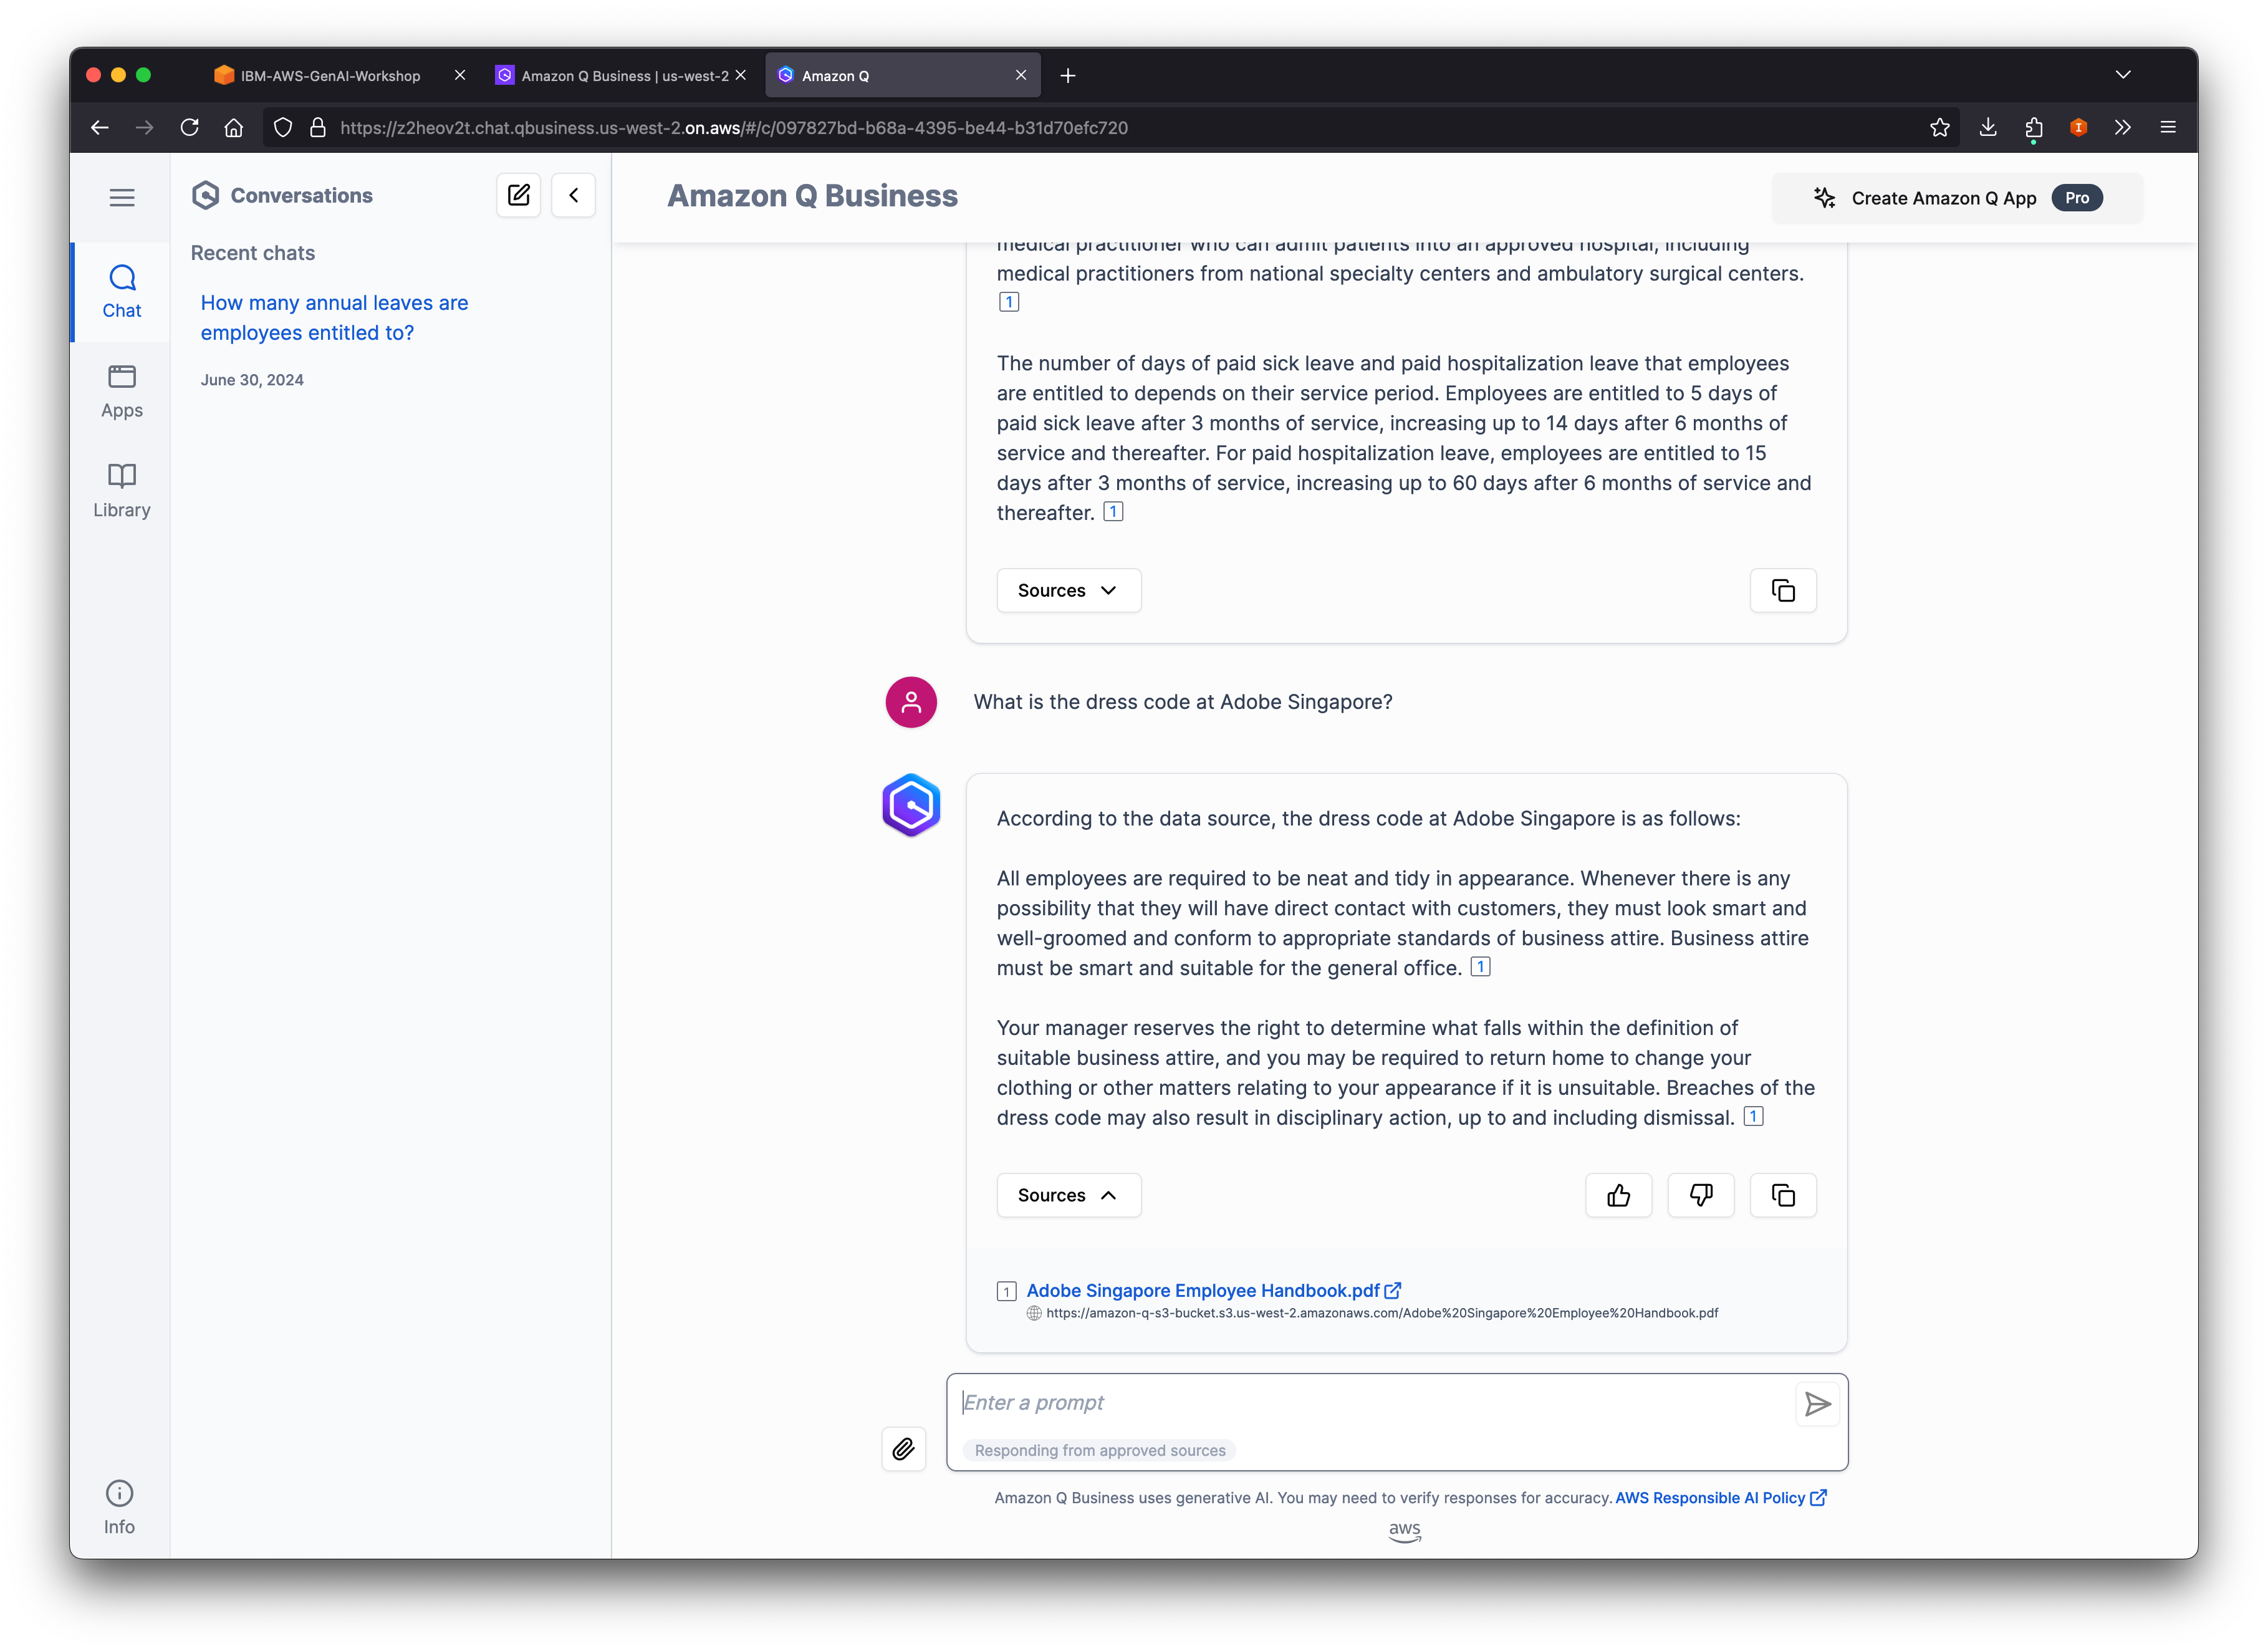 IBM-AWS-GenAI-Workshop
Amazon Q Business | us-west-2
Amazon Q
https://z2heov2t.chat.qbusiness.us-west-2.on.aws/#/c/097827bd-b68a-4395-be44-b31d70efc720
Conversations
Amazon Q Business
Create Amazon Q App Pro
Recent chats
How many annual leaves are
employees entitled to?
June 30, 2024
Chat
Apps
Library
Info
medical practitioner who can admit patients into an approved hospital, including
medical practitioners from national specialty centers and ambulatory surgical centers.
1
The number of days of paid sick leave and paid hospitalization leave that employees
are entitled to depends on their service period. Employees are entitled to 5 days of
paid sick leave after 3 months of service, increasing up to 14 days after 6 months of
service and thereafter. For paid hospitalization leave, employees are entitled to 15
days after 3 months of service, increasing up to 60 days after 6 months of service and
thereafter. 1
Sources
What is the dress code at Adobe Singapore?
According to the data source, the dress code at Adobe Singapore is as follows:
All employees are required to be neat and tidy in appearance. Whenever there is any
possibility that they will have direct contact with customers, they must look smart and
well-groomed and conform to appropriate standards of business attire. Business attire
must be smart and suitable for the general office. 1
Your manager reserves the right to determine what falls within the definition of
suitable business attire, and you may be required to return home to change your
clothing or other matters relating to your appearance if it is unsuitable. Breaches of the
dress code may also result in disciplinary action, up to and including dismissal. 1
Sources
1 Adobe Singapore Employee Handbook.pdf
https://amazon-q-s3-bucket.s3.us-west-2.amazonaws.com/Adobe%20Singapore%20Employee%20Handbook.pdf
Enter a prompt
Responding from approved sources
Amazon Q Business uses generative AI. You may need to verify responses for accuracy. AWS Responsible AI Policy
aws